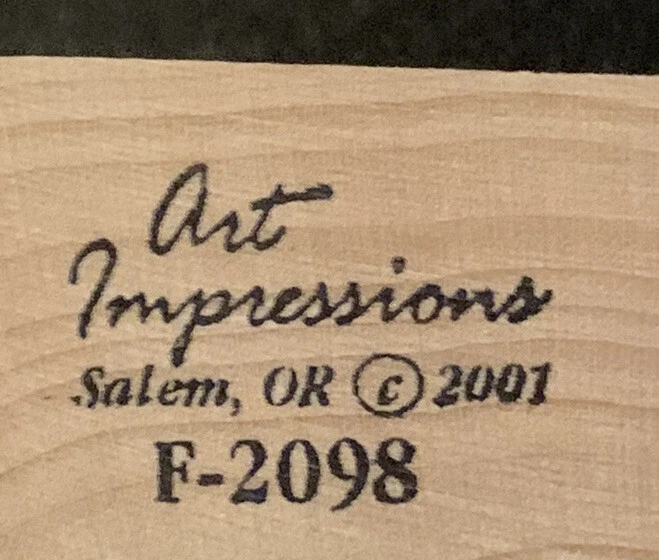 Art
Impressions
Salem, OR © 2001
F-2098